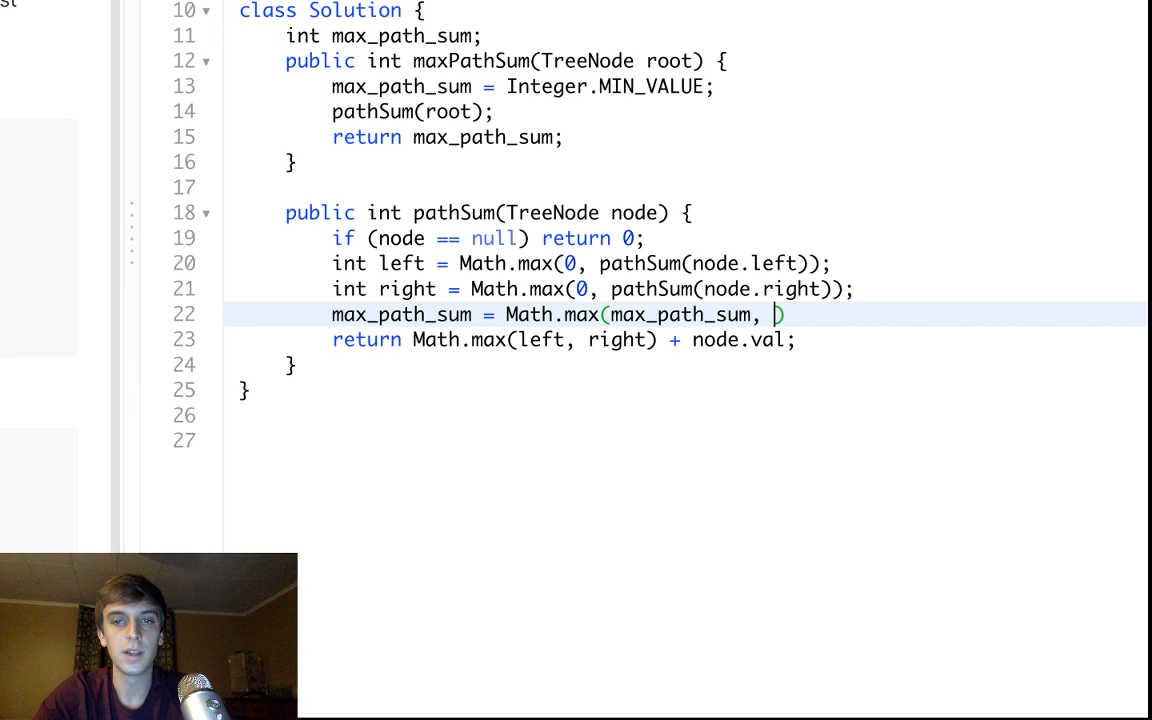 st
10 class Solution {
11 int max_path_sum;
12 public int maxPathSum(TreeNode root) {
13 max_path_sum = Integer.MIN_VALUE;
14 pathSum(root);
15 return max_path_sum;
16 }
17
18 public int pathSum(TreeNode node) {
19 if (node == null) return 0;
20 int left = Math.max(0, pathSum(node.left));
21 int right = Math.max(0, pathSum(node.right));
22 max_path_sum = Math.max(max_path_sum, )
23 return Math.max(left, right) + node.val;
24 }
25 }
26
27